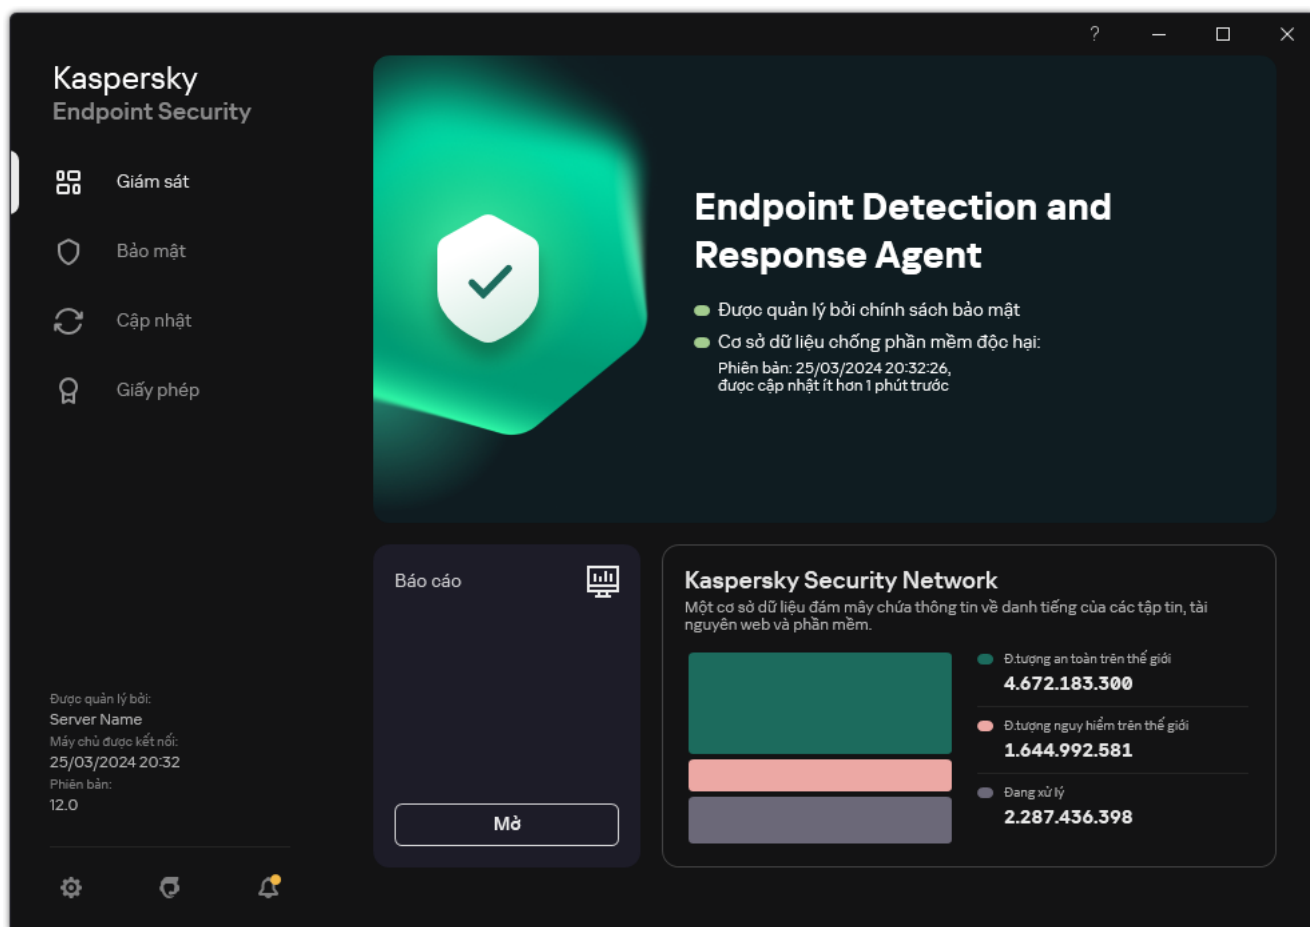 ?
Kaspersky
Endpoint Security
Giám sát
Bảo mật
Cập nhật
Giấy phép
Được quản lý bởi:
Server Name
Máy chủ được kết nối:
25/03/2024 20:32
Phiên bản:
12.0
Endpoint Detection and
Response Agent
Được quản lý bởi chính sách bảo mật
Cơ sở dữ liệu chống phần mềm độc hại:
Phiên bản: 25/03/2024 20:32:26,
được cập nhật ít hơn 1 phút trước
Báo cáo
Mở
Kaspersky Security Network
Một cơ sở dữ liệu đám mây chứa thông tin về danh tiếng của các tập tin, tài
nguyên web và phần mềm.
Đ.tượng an toàn trên thế giới
4.672.183.300
Đ.tượng nguy hiểm trên thế giới
1.644.992.581
Đang xử lý
2.287.436.398